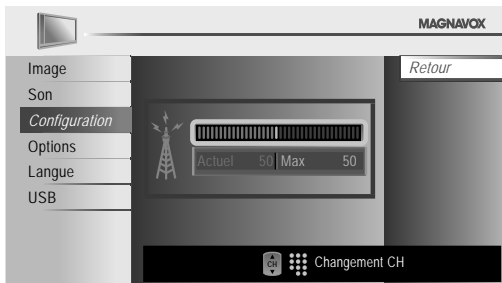 MAGNAVOX
Image
Son
Configuration
Options
Langue
USB
Retour
Actuel 50 Max 50
CH Changement CH